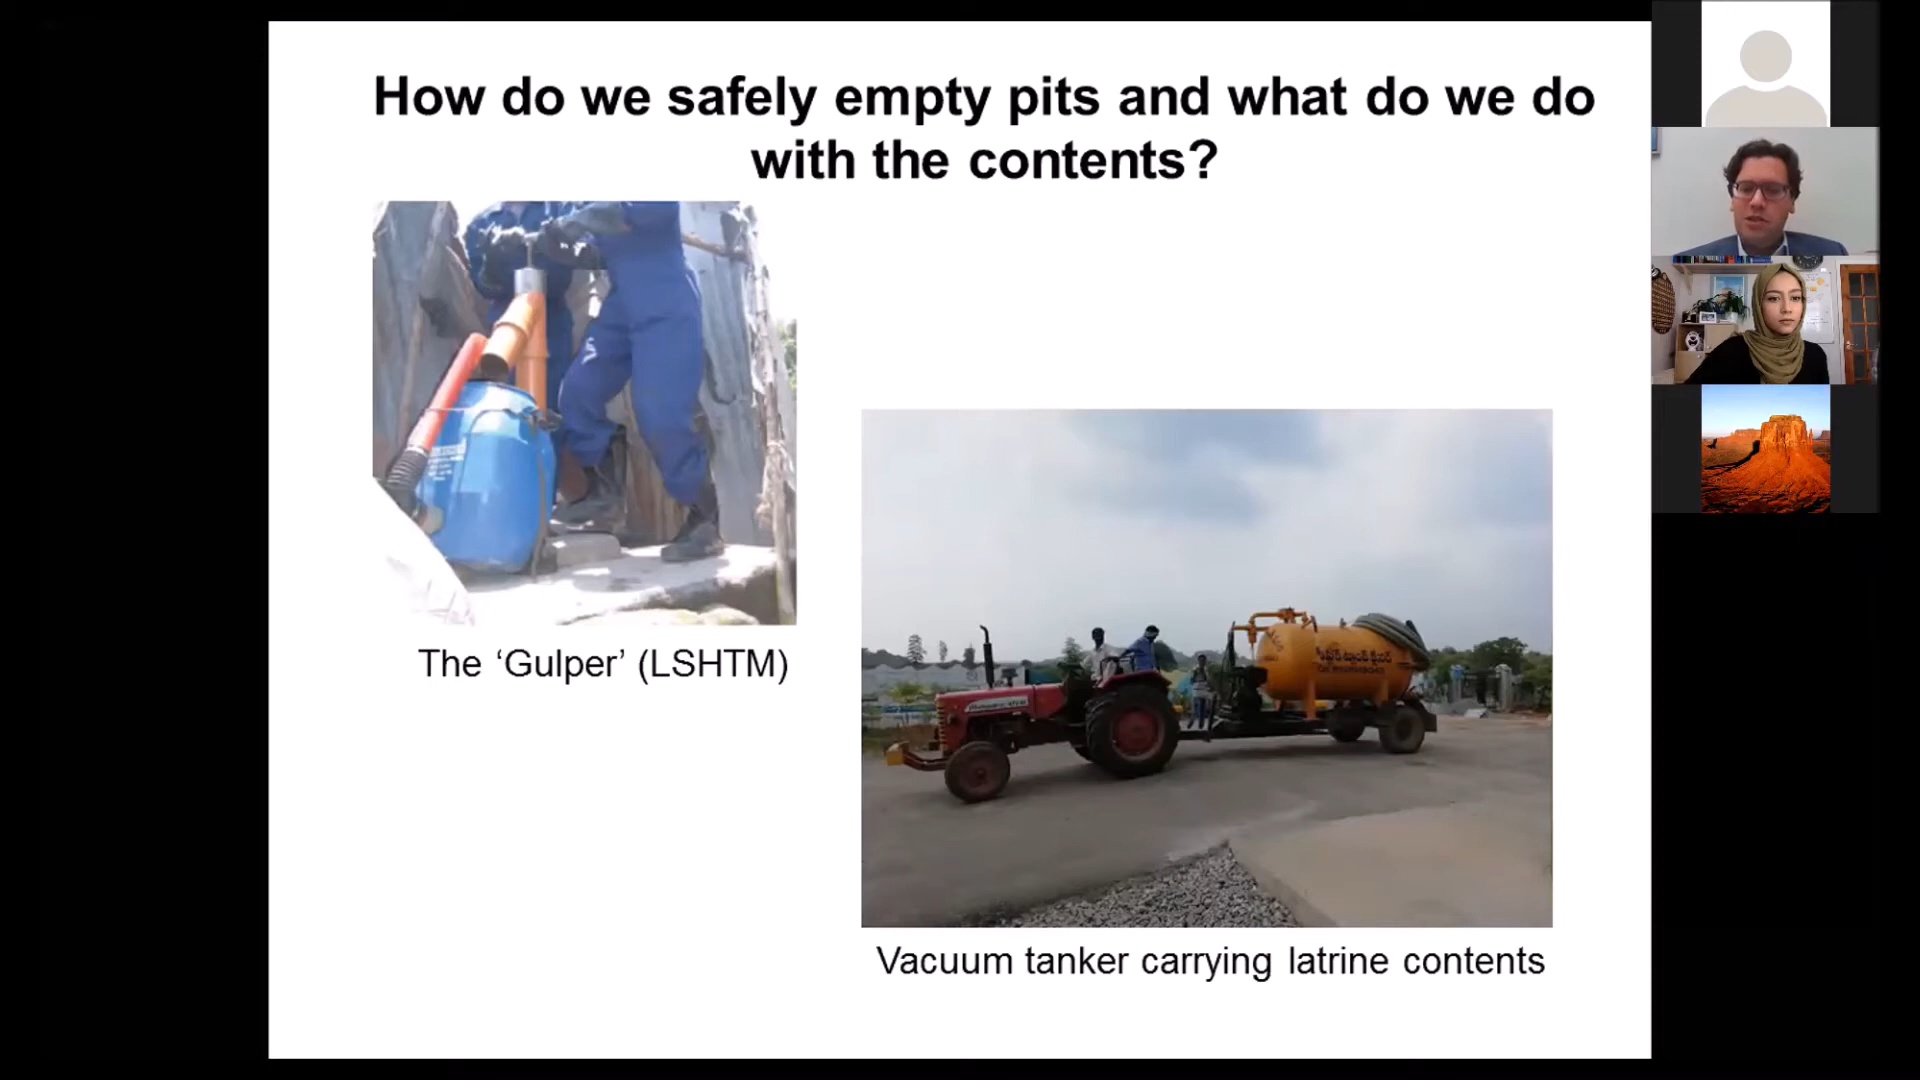 How do we safely empty pits and what do we do
with the contents?
The ‘Gulper’ (LSHTM)
Vacuum tanker carrying latrine contents